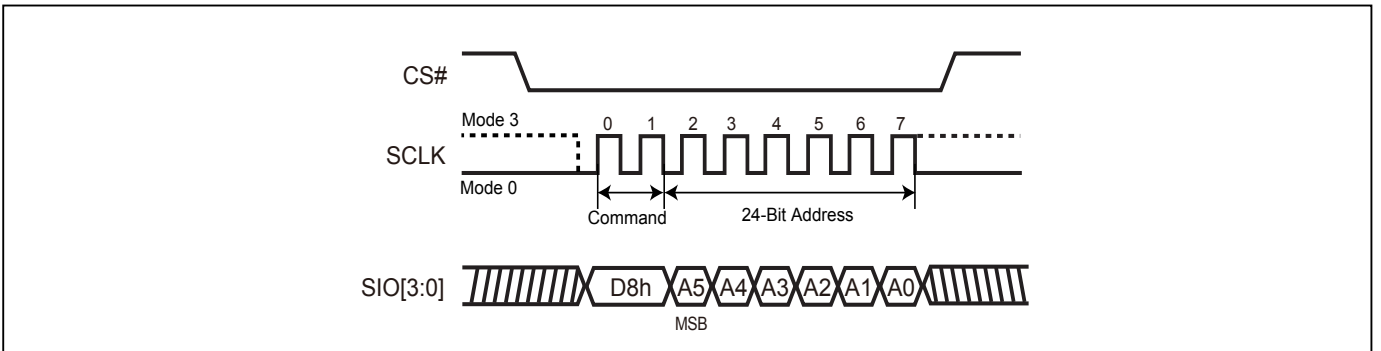 CS#
Mode 3
0 1 2 3 4 5 6 7
SCLK
Mode 0
Command
24-Bit Address
SIO[3:0]
D8h A5 A4 A3 A2 A1 A0
MSB